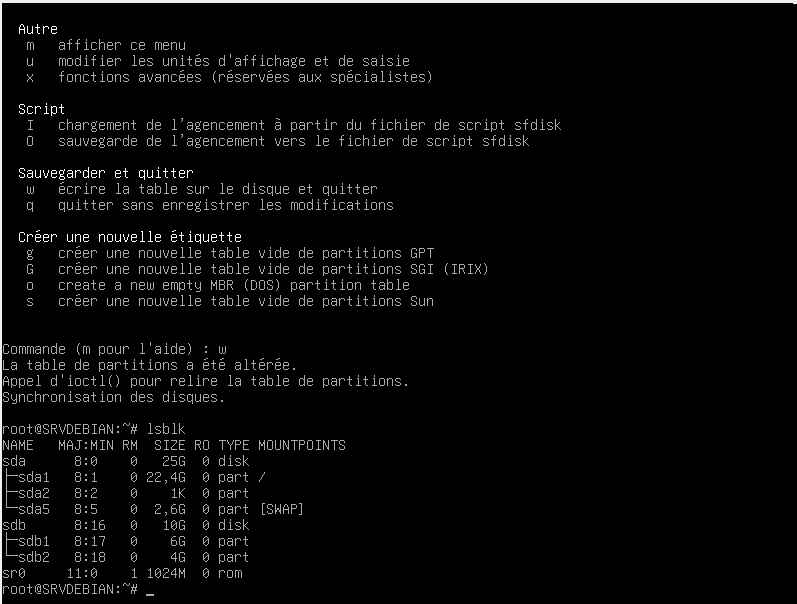 Autre
m   afficher ce menu
u   modifier les unités d'affichage et de saisie
x   fonctions avancées (réservées aux spécialistes)
Script
I   chargement de l'agencement à partir du fichier de script sfdisk
O   sauvegarde de l'agencement vers le fichier de script sfdisk
Sauvegarder et quitter
w   écrire la table sur le disque et quitter
q   quitter sans enregistrer les modifications
Créer une nouvelle étiquette
g   créer une nouvelle table vide de partitions GPT
G   créer une nouvelle table vide de partitions SGI (IRIX)
o   create a new empty MBR (DOS) partition table
s   créer une nouvelle table vide de partitions Sun
Commande (m pour l'aide) : w
La table de partitions a été altérée.
Appel d'ioctl() pour relire la table de partitions.
Synchronisation des disques.
root@SRVDEBIAN:~# lsblk
NAME   MAJ:MIN RM  SIZE RO TYPE MOUNTPOINTS
sda      8:0    0   25G  0 disk
├─sda1   8:1    0 22,4G  0 part /
├─sda2   8:2    0    1K  0 part
└─sda5   8:5    0  2,6G  0 part [SWAP]
sdb      8:16   0   10G  0 disk
├─sdb1   8:17   0    6G  0 part
└─sdb2   8:18   0    4G  0 part
sr0     11:0    1 1024M  0 rom
root@SRVDEBIAN:~# _